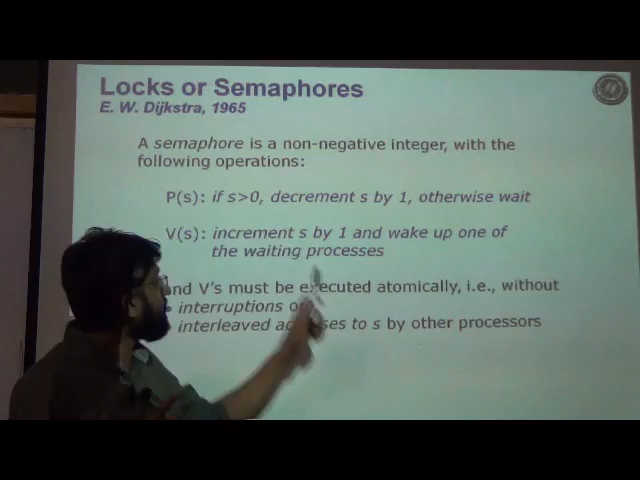 Locks or Semaphores
E. W. Dijkstra, 1965
A semaphore is a non-negative integer, with the
following operations:
P(s): if s>0, decrement s by 1, otherwise wait
V(s): increment s by 1 and wake up one of
the waiting processes
and V's must be executed atomically, i.e., without
interruptions or
interleaved accesses to s by other processors